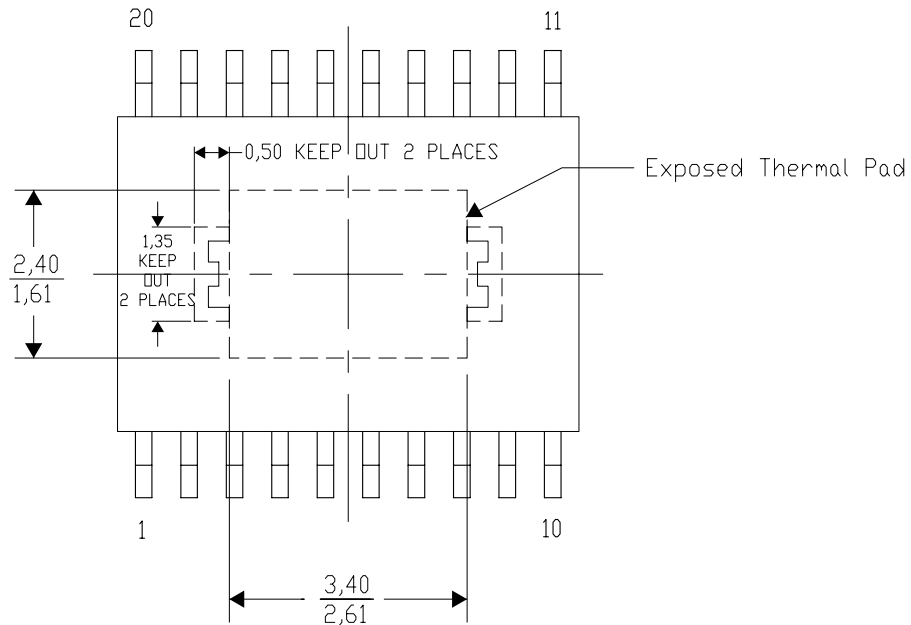 20
11
0,50 KEEP OUT 2 PLACES
Exposed Thermal Pad
1,35
KEEP
OUT
2 PLACES
2,40
1,61
1
10
3,40
2,61